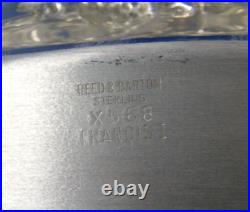 REED & BARTON
STERLING
X568
FRANCIS I